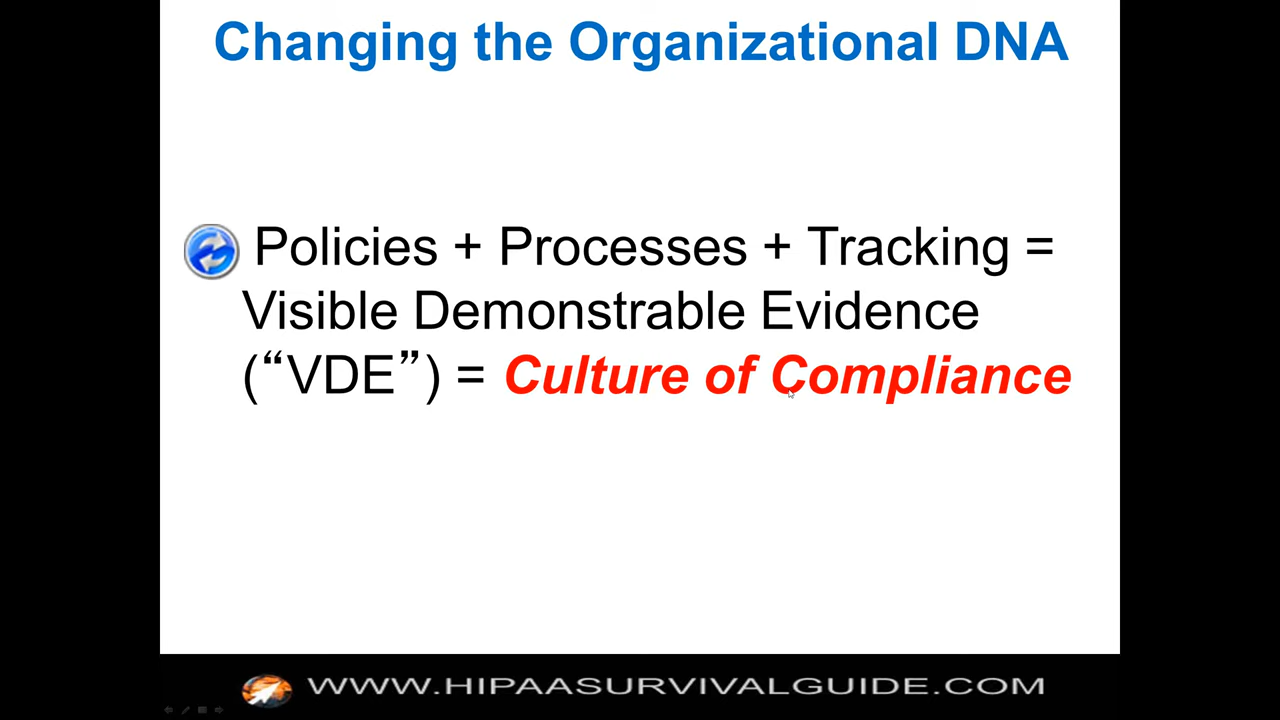 Changing the Organizational DNA
Policies + Processes + Tracking =
Visible Demonstrable Evidence
(“VDE”) = Culture of Compliance
WWW.HIPAASURVIVALGUIDE.COM